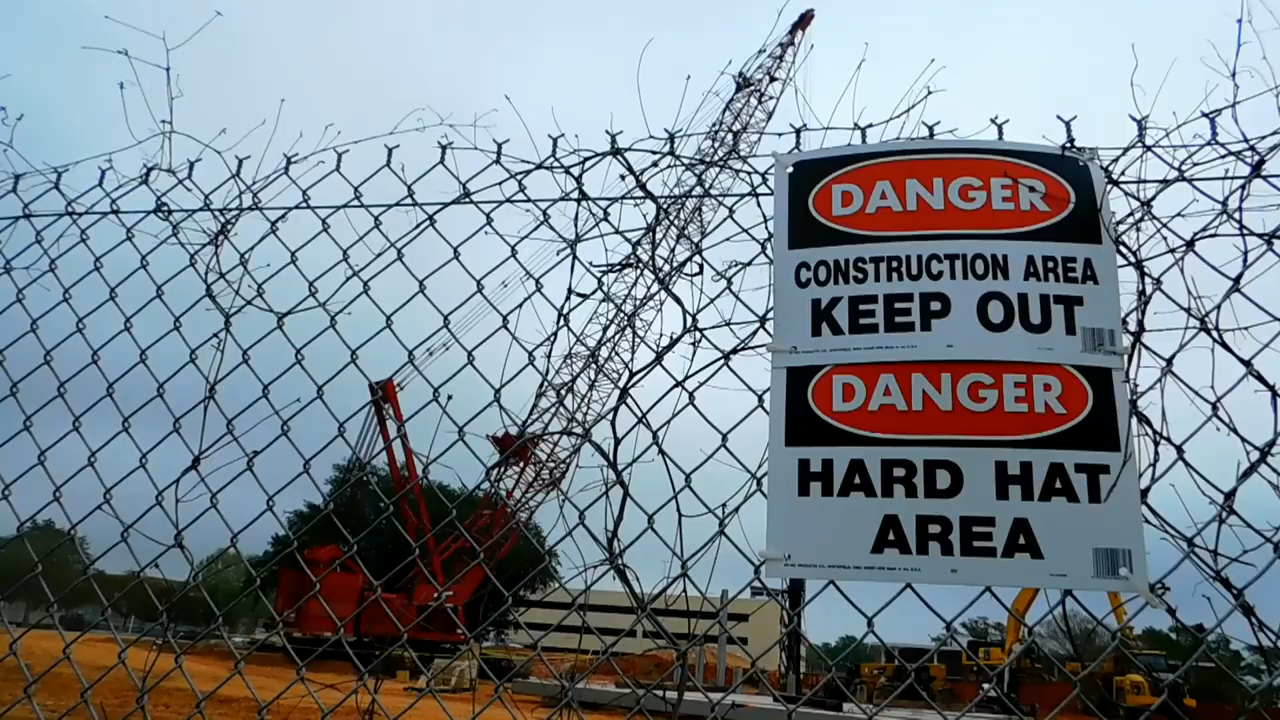 DANGER
CONSTRUCTION AREA
KEEP OUT
DANGER
HARD HAT
AREA